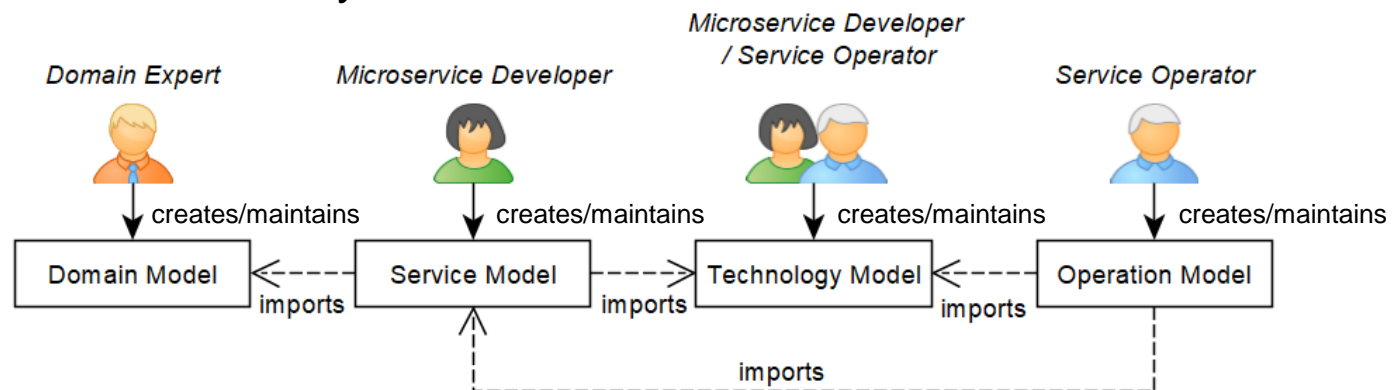 Microservice Developer
/ Service Operator
Domain Expert
Microservice Developer
Service Operator
creates/maintains
creates/maintains
creates/maintains
creates/maintains
Domain Model
Service Model
Technology Model
Operation Model
imports
imports
imports
imports